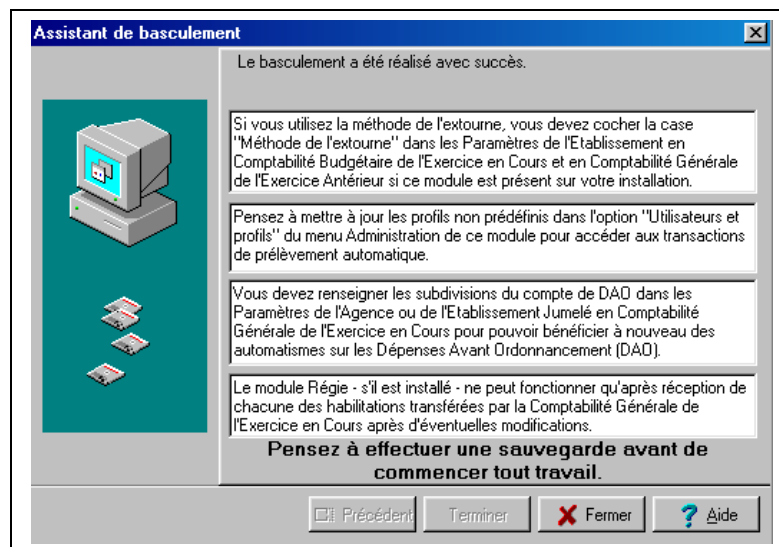 Assistant de basculement
Le basculement a été réalisé avec succès.
Si vous utilisez la méthode de l'extourne, vous devez cocher la case
"Méthode de l'extourne" dans les Paramètres de l'Etablissement en
Comptabilité Budgétaire de l'Exercice en Cours et en Comptabilité Générale
de l'Exercice Antérieur si ce module est présent sur votre installation.
Pensez à mettre à jour les profils non prédéfinis dans l'option "Utilisateurs et
profils" du menu Administration de ce module pour accéder aux transactions
de prélèvement automatique.
Vous devez renseigner les subdivisions du compte de DAO dans les
Paramètres de l'Agence ou de l'Etablissement Jumelé en Comptabilité
Générale de l'Exercice en Cours pour pouvoir bénéficier à nouveau des
automatismes sur les Dépenses Avant Ordonnancement (DAO).
Le module Régie - s'il est installé - ne peut fonctionner qu'après réception de
chacune des habilitations transférées par la Comptabilité Générale de
l'Exercice en Cours après d'éventuelles modifications.
Pensez à effectuer une sauvegarde avant de
commencer tout travail.
Précédent Terminer Fermer Aide